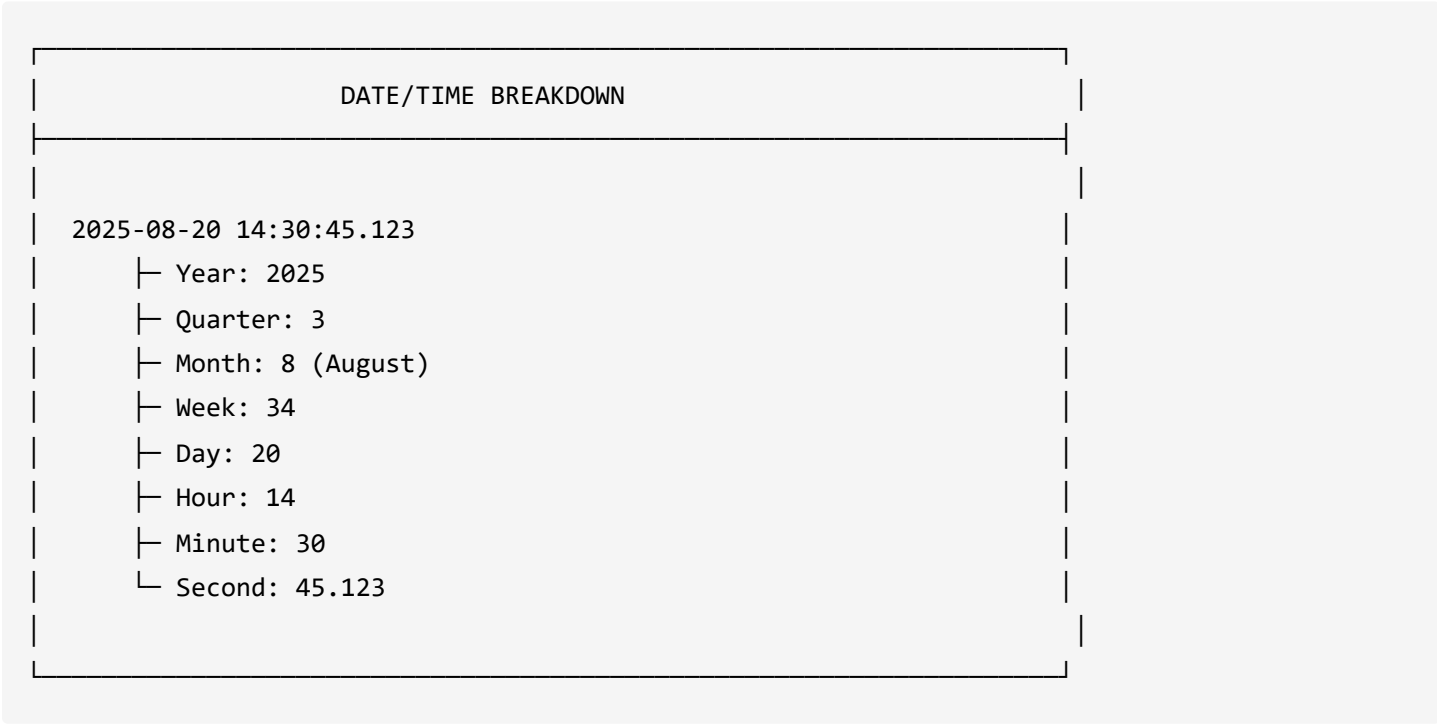 DATE/TIME BREAKDOWN
2025-08-20 14:30:45.123
├─ Year: 2025
├─ Quarter: 3
├─ Month: 8 (August)
├─ Week: 34
├─ Day: 20
├─ Hour: 14
├─ Minute: 30
└─ Second: 45.123